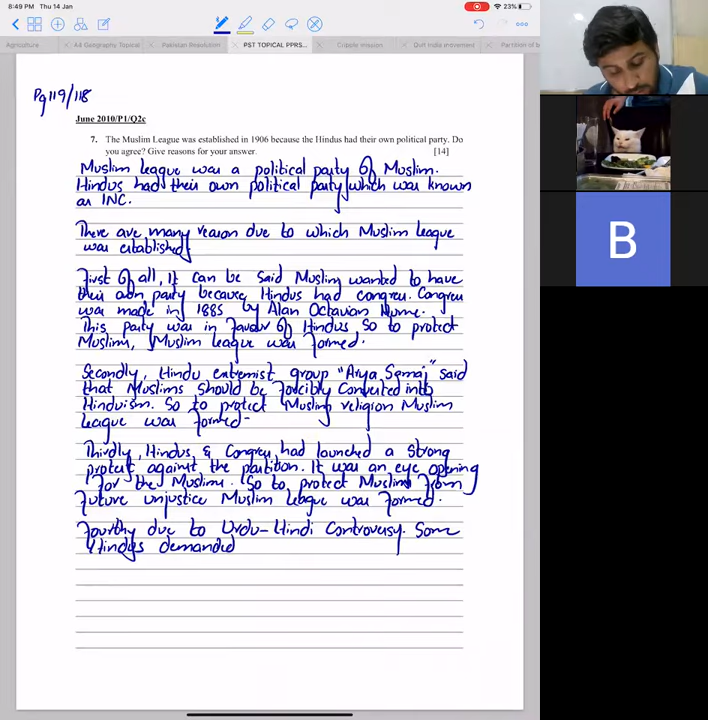 8:49 PM Thu 14 Jan
23%
Agriculture
A4 Geography Topical
Pakistan Resolution
PST TOPICAL PPRS...
Cripps mission
Quit India movement
Partition of b
Pg119/118
June 2010/P1/Q2c
7. The Muslim League was established in 1906 because the Hindus had their own political party. Do
you agree? Give reasons for your answer. [14]
Muslim league was a political party of Muslim.
Hindus had their own political party which was known
as INC.
There are many reason due to which Muslim league
was established.
First of all, It can be said Muslim wanted to have
their own party because Hindus had congress. Congress
was made in 1885 by Alan Octavian Hume.
This party was in favour of Hindus, So to protect
Muslims, Muslim league was formed.
Secondly, Hindu extremist group "Arya Samaj" said
that Muslims should be forcibly converted into
Hinduism. So to protect Muslim religion Muslim
league was formed-
Thirdly, Hindus & Congress had launched a strong
protest against the partition. It was an eye opening
for the Muslims. So to protect Muslims from
future unjustice Muslim league was formed.
Fourthy due to Urdu-Hindi Controversy. Some
Hindus demanded
B